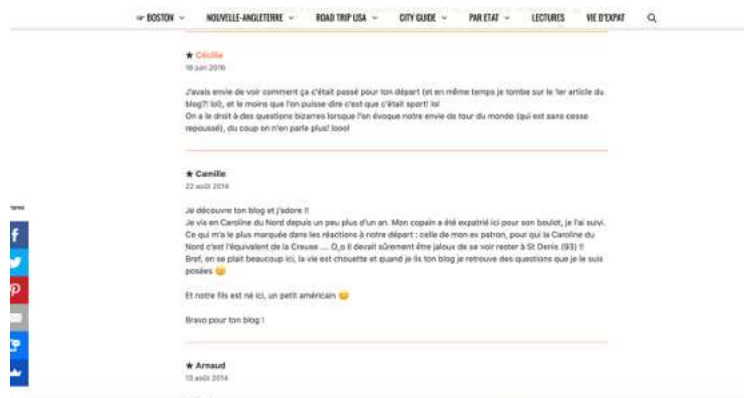 BOSTON NOUVELLE-ANGLETERRE ROAD TRIP USA CITY GUIDE PAR ETAT LECTURES VIE D'EXPAT
★ Cécilia
16 juin 2016
J'avais envie de voir comment ça c'était passé pour ton départ (et en même temps je tombe sur le 1er article du
blog?! lol), et le moins que l'on puisse dire c'est que c'était sport! lol
On a le droit à des questions bizarres lorsque l'on évoque notre envie de tour du monde (qui est sans cesse
repoussé), du coup on n'en parle plus! loool
★ Camille
22 août 2014
Je découvre ton blog et j'adore !!
Je vis en Caroline du Nord depuis un peu plus d'un an. Mon copain a été expatrié ici pour son boulot, je l'ai suivi.
Ce qui m'a le plus marquée dans les réactions à notre départ : celle de mon ex patron, pour qui la Caroline du
Nord c'est l'équivalent de la Creuse .... O_o il devait sûrement être jaloux de se voir rester à St Denis (93) !!
Bref, on se plait beaucoup ici, la vie est chouette et quand je lis ton blog je retrouve des questions que je le suis
posées 😀
Et notre fils est né ici, un petit américain 😀
Bravo pour ton blog !
★ Arnaud
13 août 2014